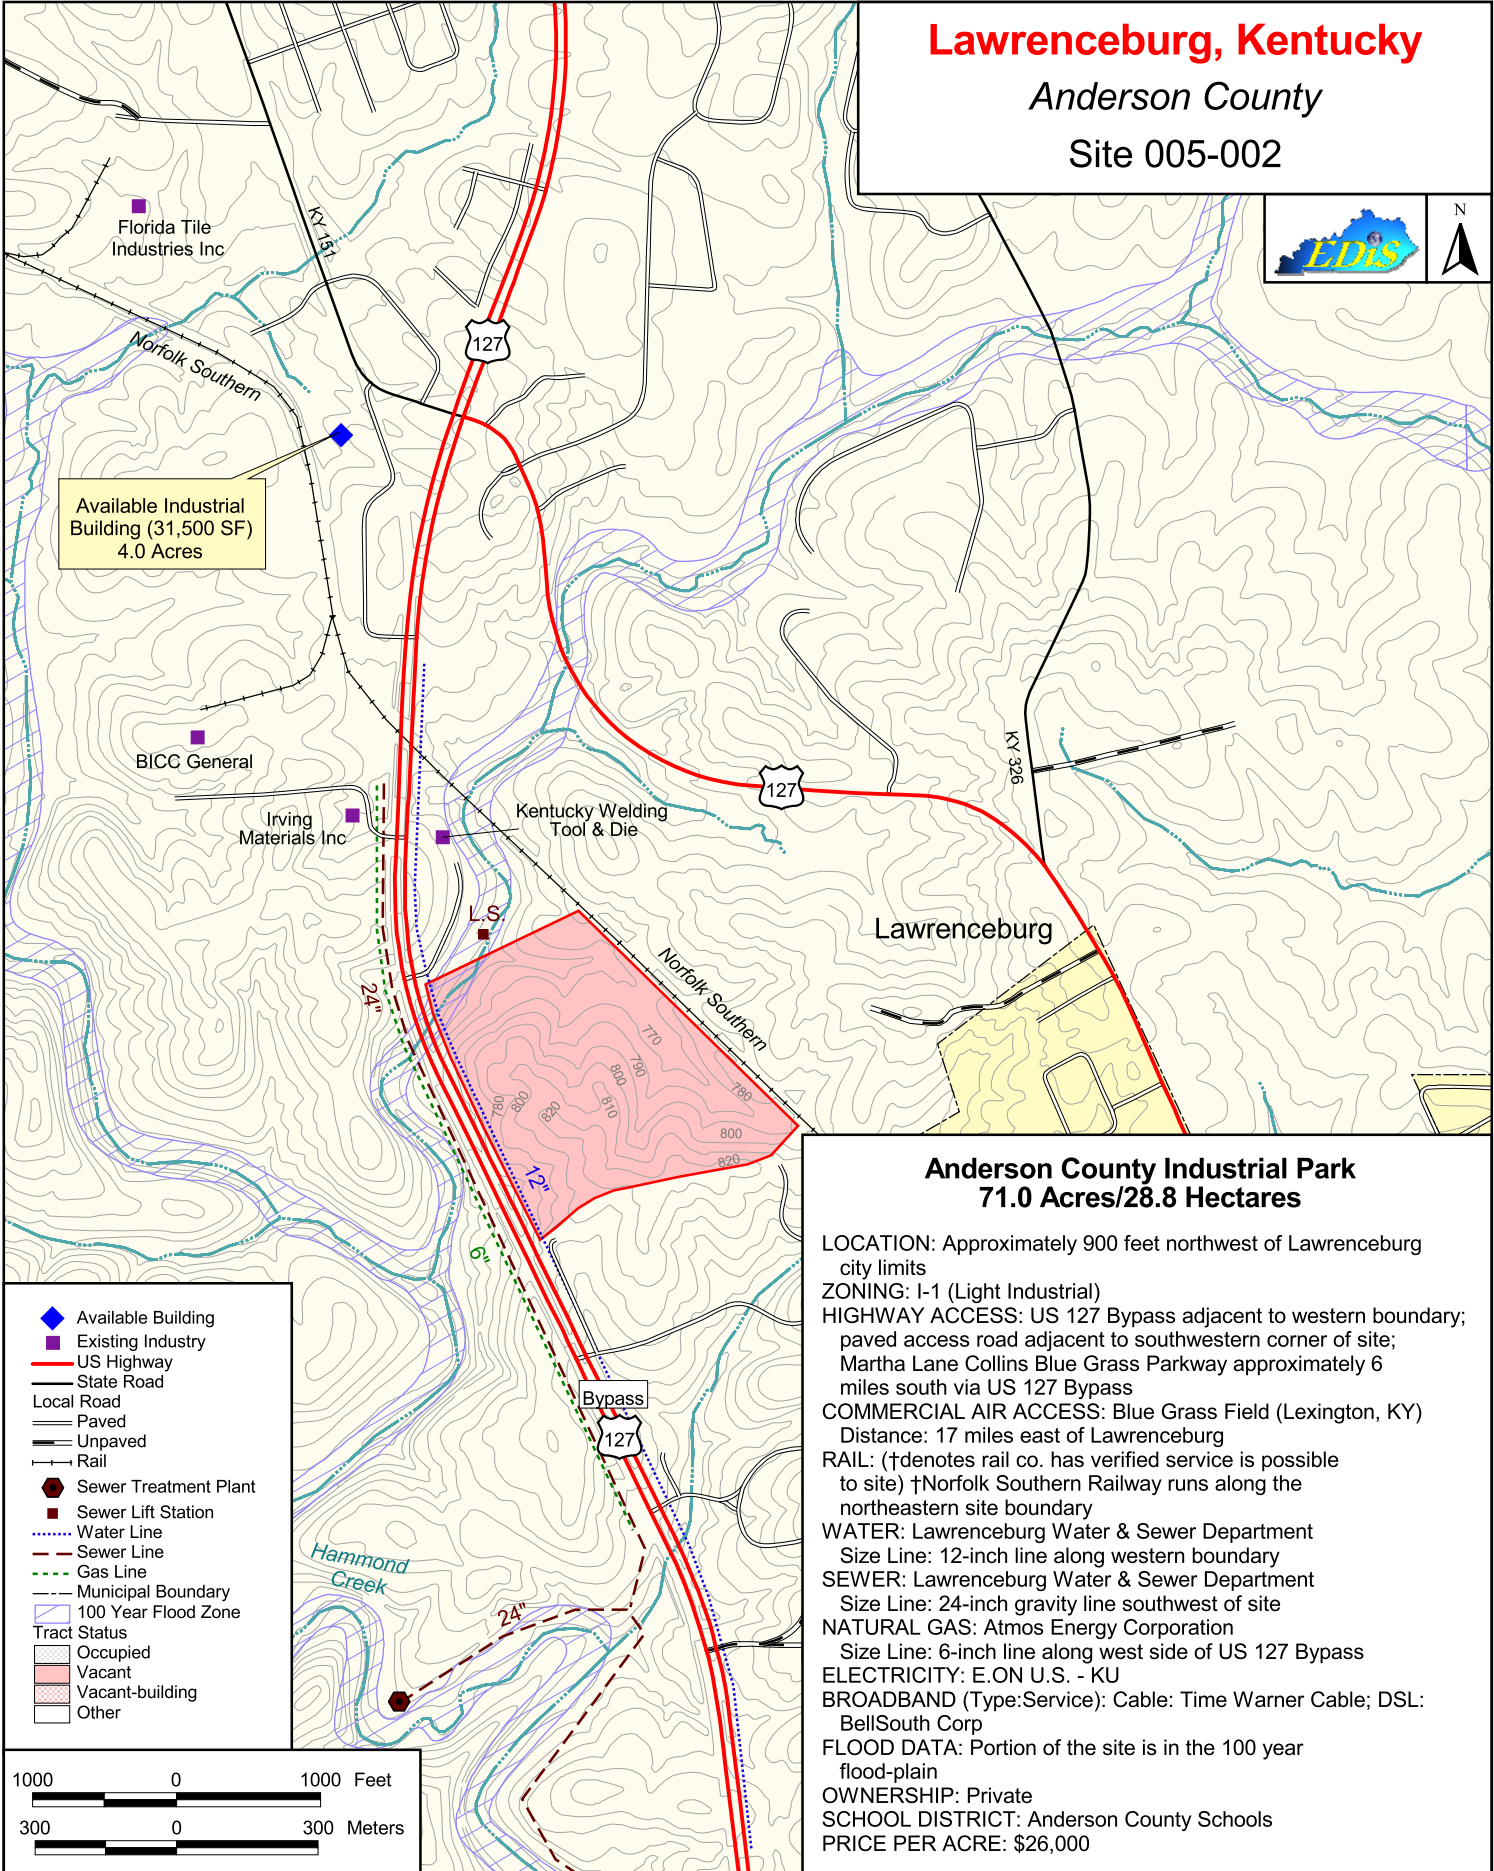 Lawrenceburg, Kentucky
Anderson County
Site 005-002
N
EDiS
KY 151
Florida Tile
Industries Inc
127
Norfolk Southern
Available Industrial
Building (31,500 SF)
4.0 Acres
BICC General
Irving
Materials Inc
Kentucky Welding
Tool & Die
127
KY 326
L.S.
Lawrenceburg
Norfolk Southern
24"
770
790
800
780
810
820
800
780
800
820
12"
6"
Bypass
127
Hammond
Creek
24"
Anderson County Industrial Park
71.0 Acres/28.8 Hectares
LOCATION: Approximately 900 feet northwest of Lawrenceburg
city limits
ZONING: I-1 (Light Industrial)
HIGHWAY ACCESS: US 127 Bypass adjacent to western boundary;
paved access road adjacent to southwestern corner of site;
Martha Lane Collins Blue Grass Parkway approximately 6
miles south via US 127 Bypass
COMMERCIAL AIR ACCESS: Blue Grass Field (Lexington, KY)
Distance: 17 miles east of Lawrenceburg
RAIL: (†denotes rail co. has verified service is possible
to site) †Norfolk Southern Railway runs along the
northeastern site boundary
WATER: Lawrenceburg Water & Sewer Department
Size Line: 12-inch line along western boundary
SEWER: Lawrenceburg Water & Sewer Department
Size Line: 24-inch gravity line southwest of site
NATURAL GAS: Atmos Energy Corporation
Size Line: 6-inch line along west side of US 127 Bypass
ELECTRICITY: E.ON U.S. - KU
BROADBAND (Type:Service): Cable: Time Warner Cable; DSL:
BellSouth Corp
FLOOD DATA: Portion of the site is in the 100 year
flood-plain
OWNERSHIP: Private
SCHOOL DISTRICT: Anderson County Schools
PRICE PER ACRE: $26,000
Available Building
Existing Industry
US Highway
State Road
Local Road
Paved
Unpaved
Rail
Sewer Treatment Plant
Sewer Lift Station
Water Line
Sewer Line
Gas Line
Municipal Boundary
100 Year Flood Zone
Tract Status
Occupied
Vacant
Vacant-building
Other
1000 0 1000 Feet
300 0 300 Meters